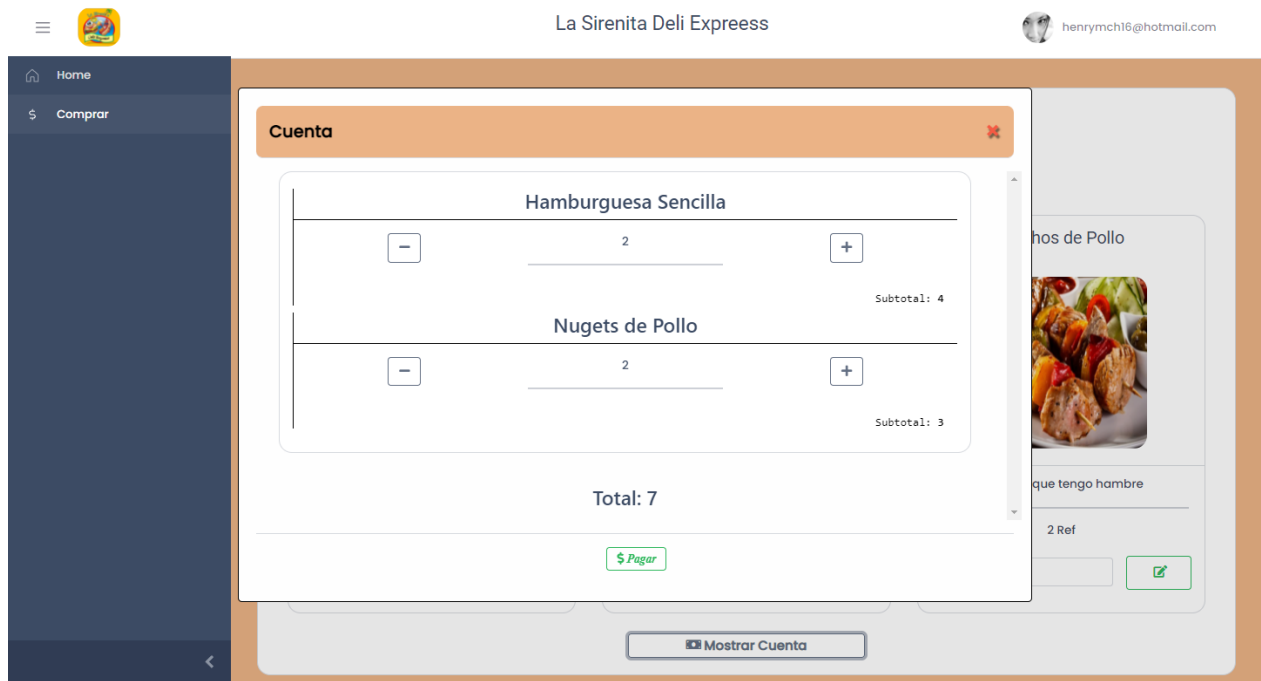 La Sirenita Deli Expreess
henrymch16@hotmail.com
Home
$ Comprar
Cuenta
Hamburguesa Sencilla
− 2 +
Subtotal: 4
Nugets de Pollo
− 2 +
Subtotal: 3
Total: 7
$ Pagar
hos de Pollo
que tengo hambre
2 Ref
Mostrar Cuenta